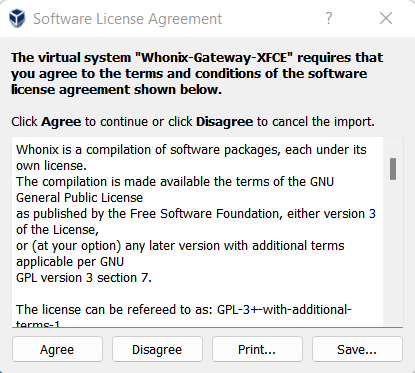 Software License Agreement
?
The virtual system "Whonix-Gateway-XFCE" requires that
you agree to the terms and conditions of the software
license agreement shown below.
Click Agree to continue or click Disagree to cancel the import.
Whonix is a compilation of software packages, each under its
own license.
The compilation is made available the terms of the GNU
General Public License
as published by the Free Software Foundation, either version 3
of the License,
or (at your option) any later version with additional terms
applicable per GNU
GPL version 3 section 7.
The license can be refereed to as: GPL-3+-with-additional-
terms-1
Agree
Disagree
Print...
Save...